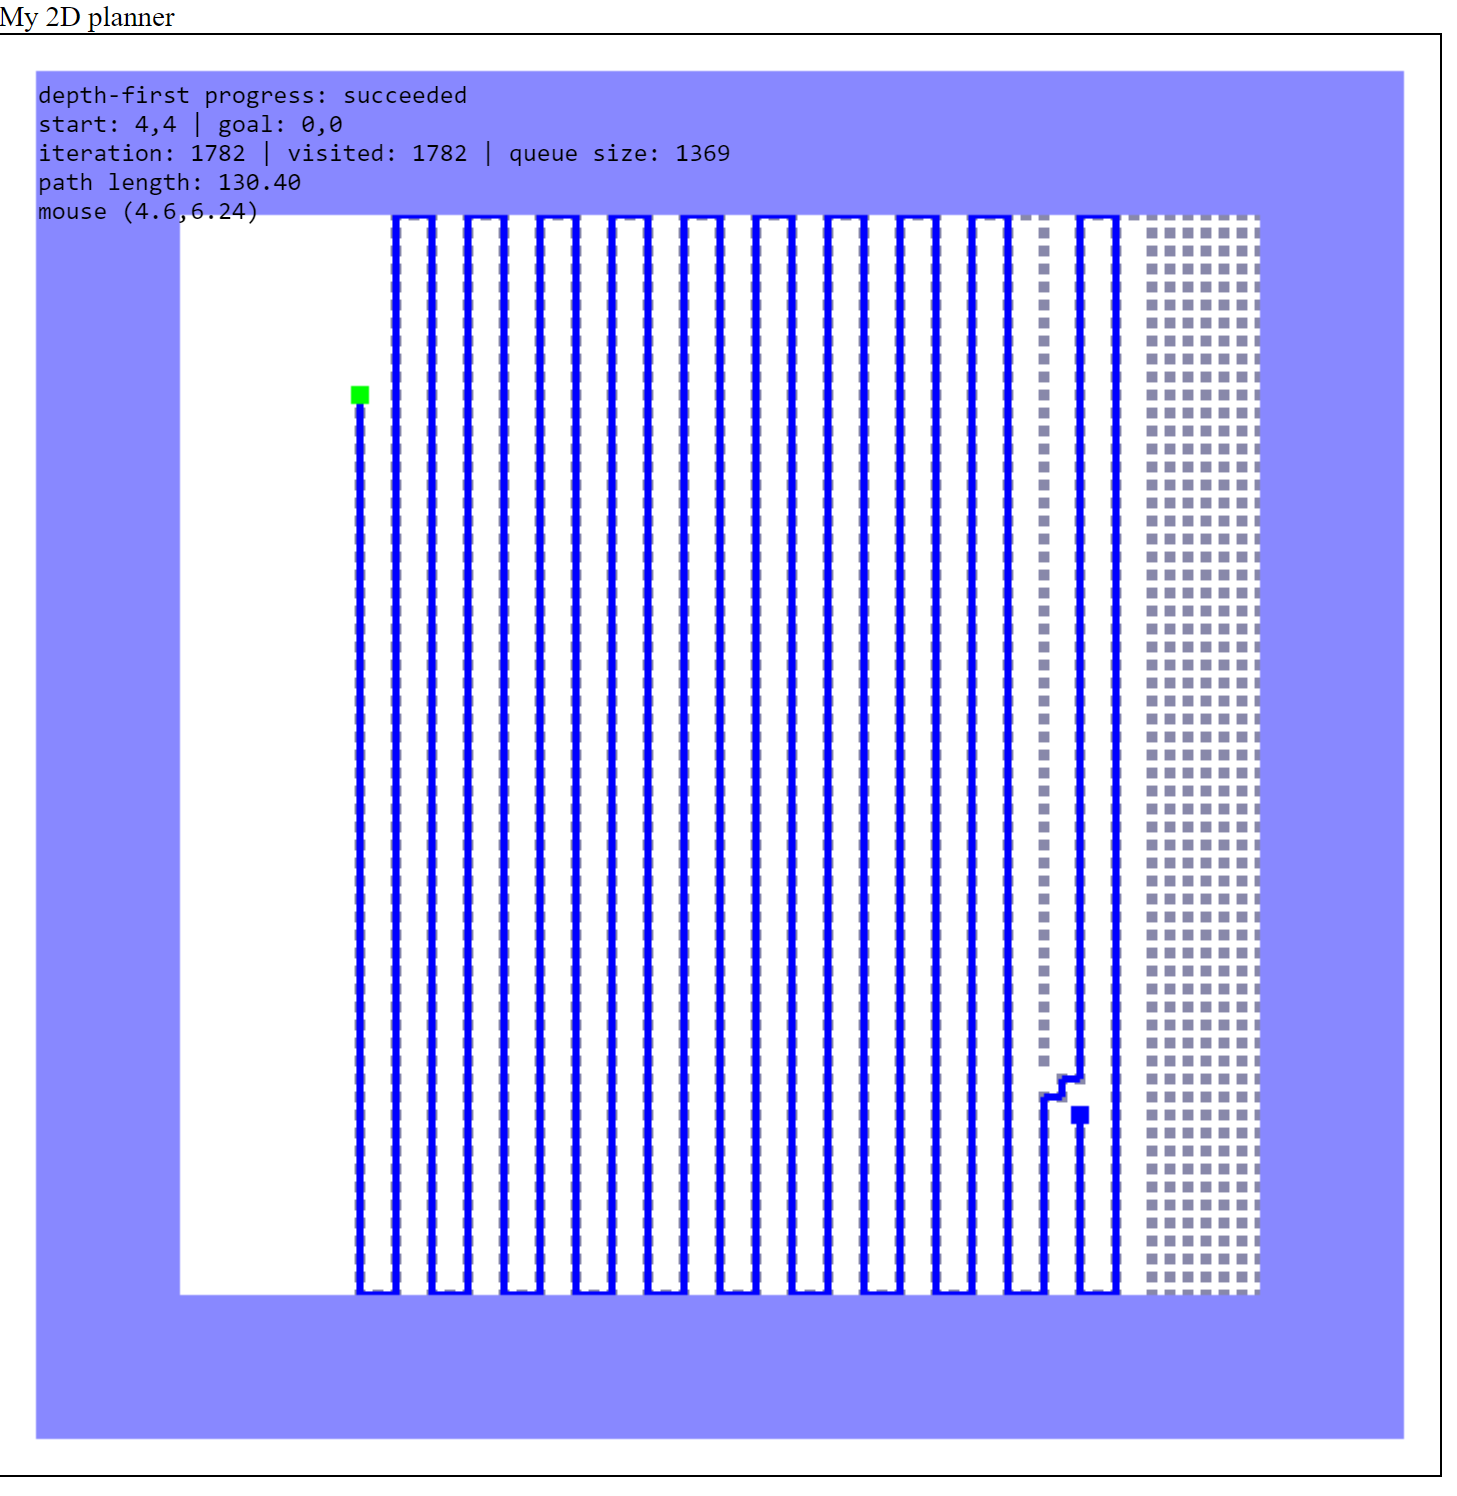 My 2D planner
depth-first progress: succeeded
start: 4,4 | goal: 0,0
iteration: 1782 | visited: 1782 | queue size: 1369
path length: 130.40
mouse (4.6,6.24)